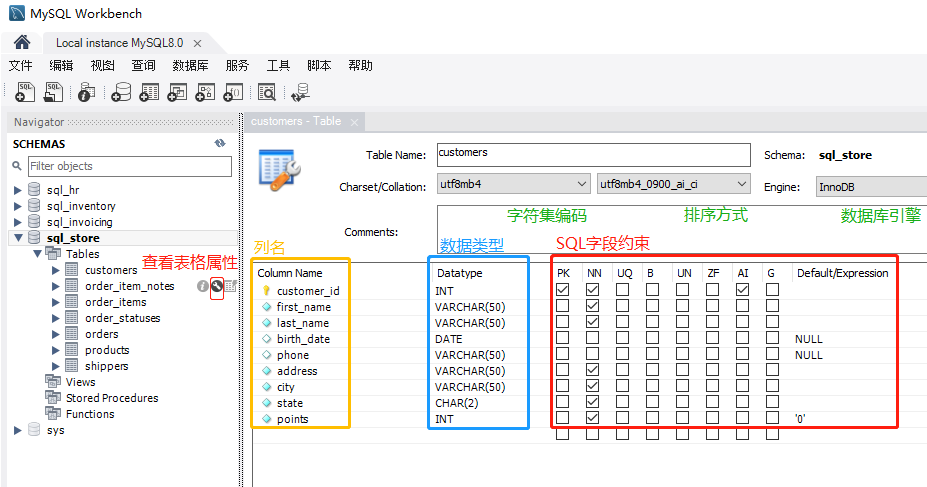 MySQL Workbench
Local instance MySQL8.0 ×
文件 编辑 视图 查询 数据库 服务 工具 脚本 帮助
Navigator
SCHEMAS
Filter objects
sql_hr
sql_inventory
sql_invoicing
sql_store
Tables
查看表格属性
customers
order_item_notes
order_items
order_statuses
orders
products
shippers
Views
Stored Procedures
Functions
sys
customers - Table ×
Table Name: customers Schema: sql_store
Charset/Collation: utf8mb4 utf8mb4_0900_ai_ci Engine: InnoDB
字符集编码 排序方式 数据库引擎
Comments:
列名 数据类型 SQL字段约束
Column Name Datatype PK NN UQ B UN ZF AI G Default/Expression
customer_id INT
first_name VARCHAR(50)
last_name VARCHAR(50)
birth_date DATE NULL
phone VARCHAR(50) NULL
address VARCHAR(50)
city VARCHAR(50)
state CHAR(2)
points INT '0'